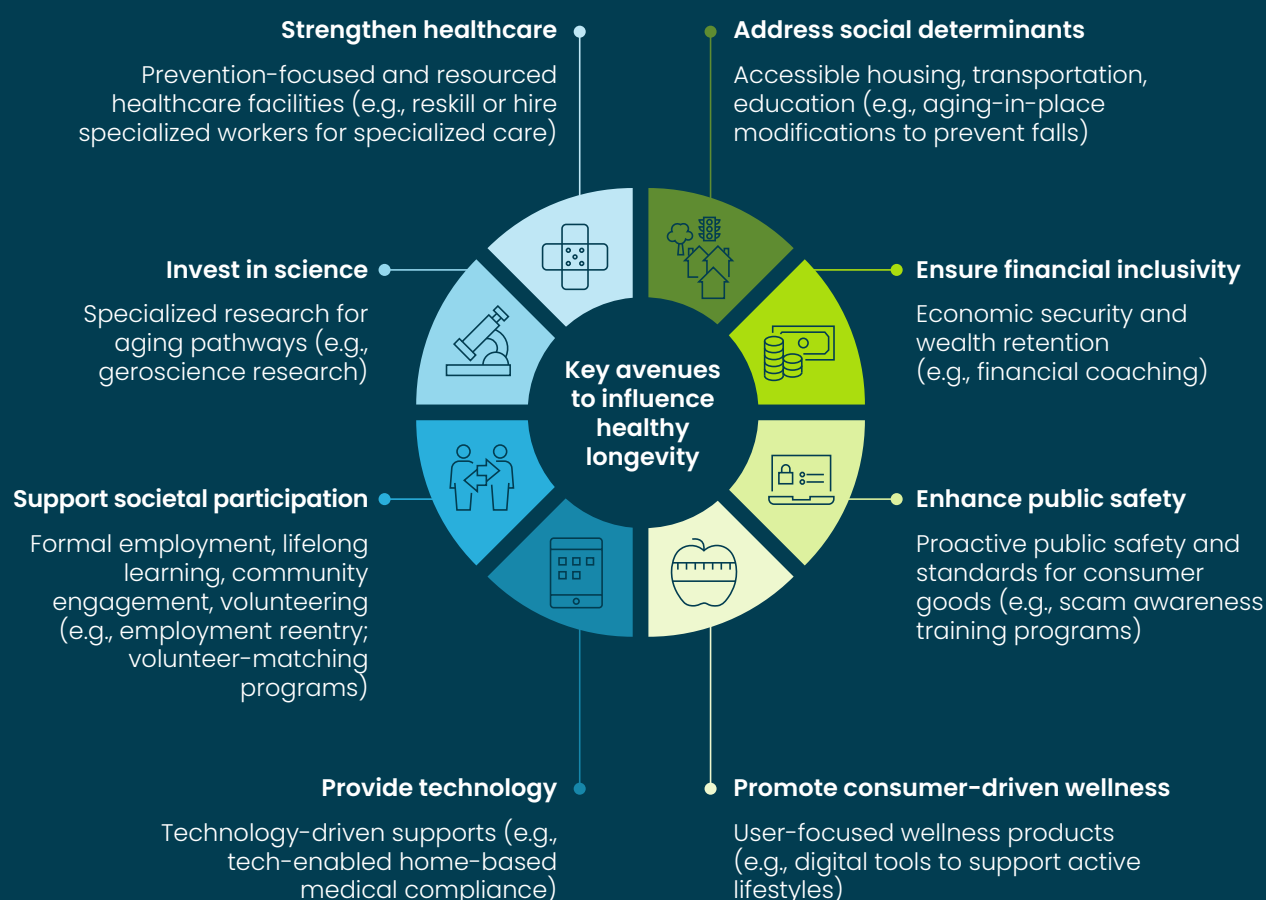 Strengthen healthcare
Prevention-focused and resourced
healthcare facilities (e.g., reskill or hire
specialized workers for specialized care)
Address social determinants
Accessible housing, transportation,
education (e.g., aging-in-place
modifications to prevent falls)
Invest in science
Specialized research for
aging pathways (e.g.,
geroscience research)
Ensure financial inclusivity
Economic security and
wealth retention
(e.g., financial coaching)
Key avenues
to influence
healthy
longevity
Support societal participation
Formal employment, lifelong
learning, community
engagement, volunteering
(e.g., employment reentry;
volunteer-matching
programs)
Enhance public safety
Proactive public safety and
standards for consumer
goods (e.g., scam awareness
training programs)
Provide technology
Technology-driven supports (e.g.,
tech-enabled home-based
medical compliance)
Promote consumer-driven wellness
User-focused wellness products
(e.g., digital tools to support active
lifestyles)